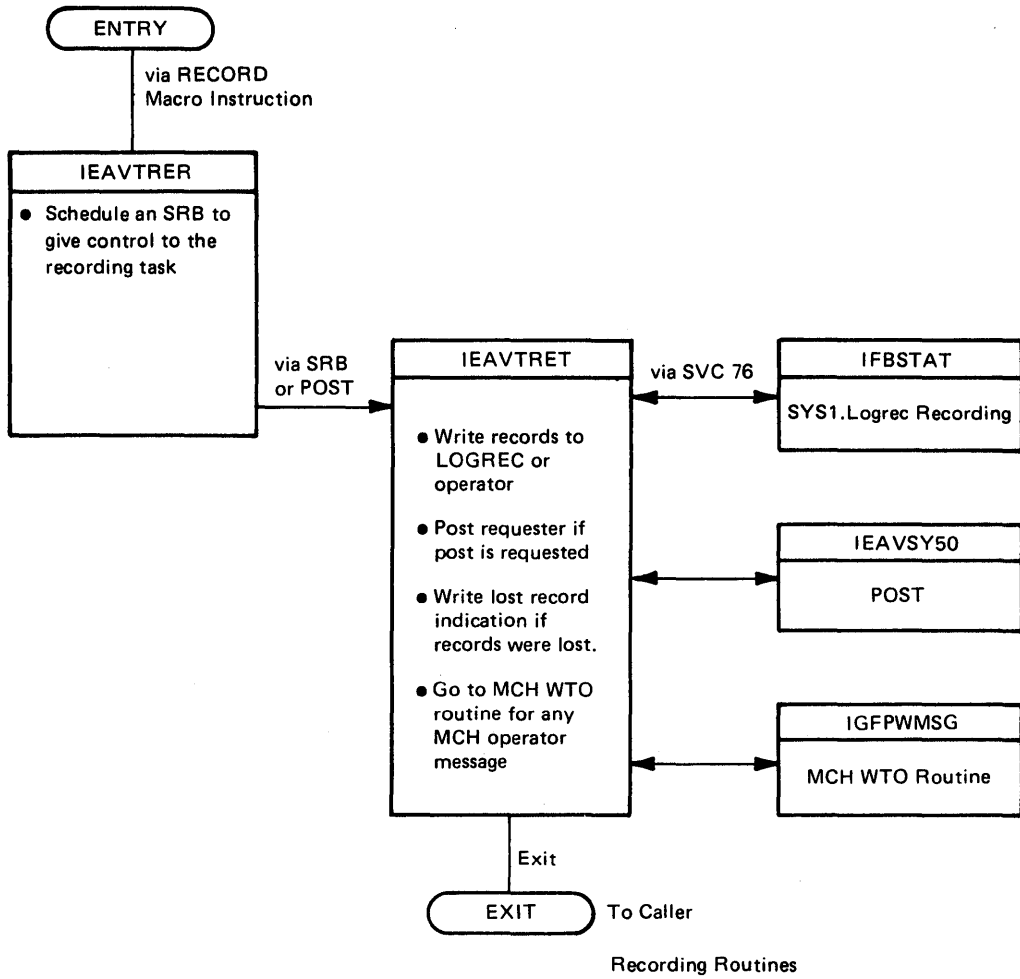 ENTRY
via RECORD
Macro Instruction
IEAVTRER
● Schedule an SRB to
give control to the
recording task
via SRB
or POST
IEAVTRET
● Write records to
LOGREC or
operator
● Post requester if
post is requested
● Write lost record
indication if
records were lost.
● Go to MCH WTO
routine for any
MCH operator
message
via SVC 76
IFBSTAT
SYS1.Logrec Recording
IEAVSY50
POST
IGFPWMSG
MCH WTO Routine
Exit
EXIT
To Caller
Recording Routines